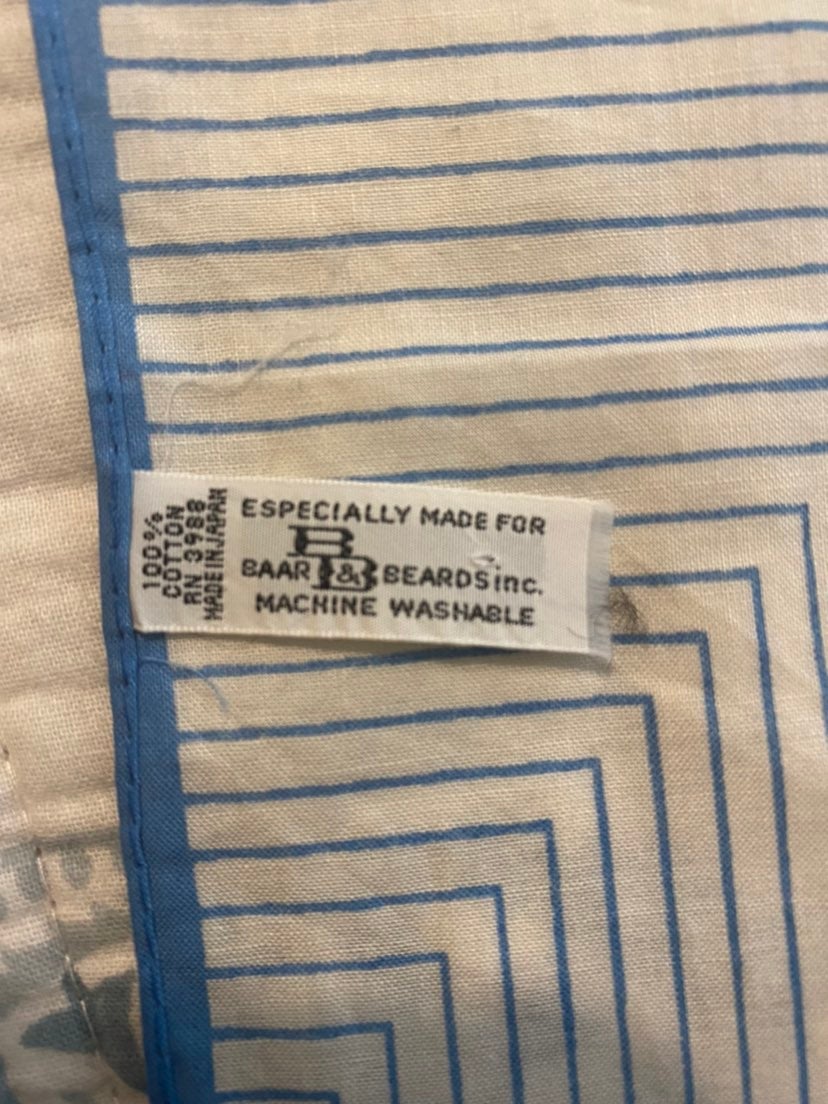 100%
COTTON
RN 3988
MADE IN JAPAN
ESPECIALLY MADE FOR
B
BAAR B & BEARDS inc.
MACHINE WASHABLE